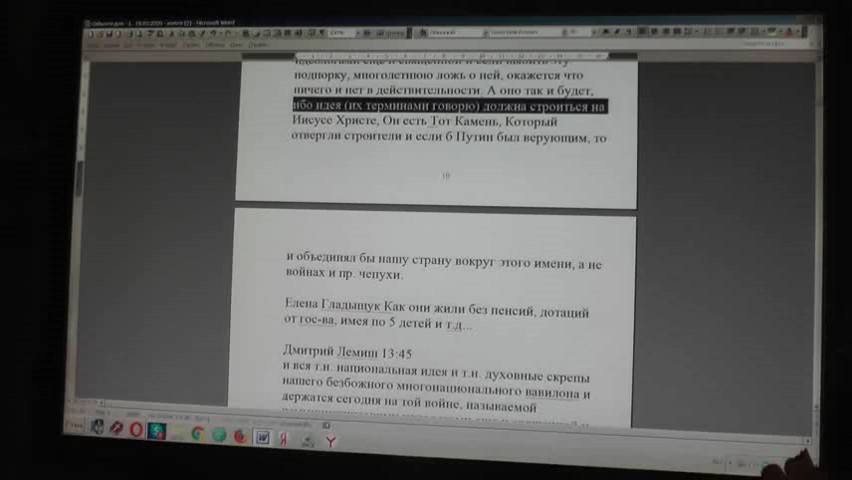 подпорку, многолетнюю ложь о ней, окажется что
ничего и нет в действительности. А оно так и будет,
ибо идея (их терминами говорю) должна строиться на
Иисусе Христе, Он есть Тот Камень, Который
отвергли строители и если б Путин был верующим, то
10
и объединял бы нашу страну вокруг этого имени, а не
войнах и пр. чепухи.
Елена Гладыщук Как они жили без пенсий, дотаций
от гос-ва, имея по 5 детей и т.д...
Дмитрий Лемиш 13:45
и вся т.н. национальная идея и т.н. духовные скрепы
нашего безбожного многонационального вавилона и
держатся сегодня на той войне, называемой